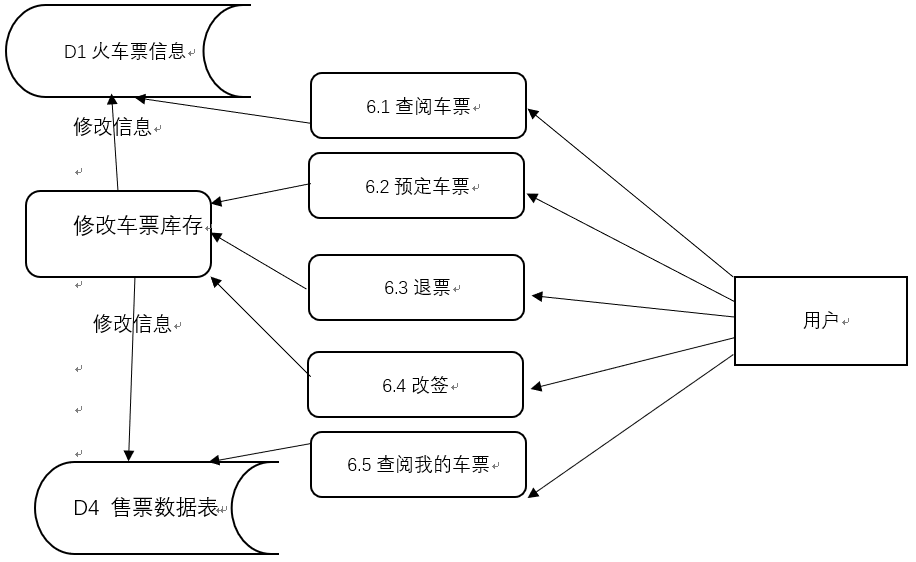 D1 火车票信息
6.1 查阅车票
修改信息
6.2 预定车票
修改车票库存
6.3 退票
用户
修改信息
6.4 改签
6.5 查阅我的车票
D4 售票数据表